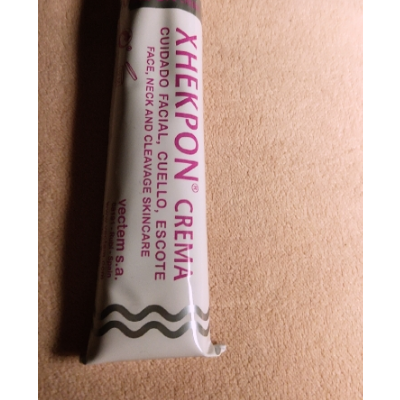 XHEKPON® CREMA
CUIDADO FACIAL, CUELLO, ESCOTE
FACE, NECK AND CLEAVAGE SKINCARE
vectem s.a.